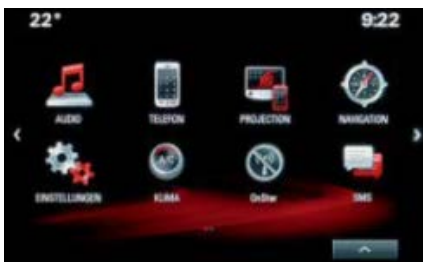 22° 9:22
AUDIO TELEFON PROJECTION NAVIGATION
EINSTELLUNGEN KLIMA OnStar SMS
A/C